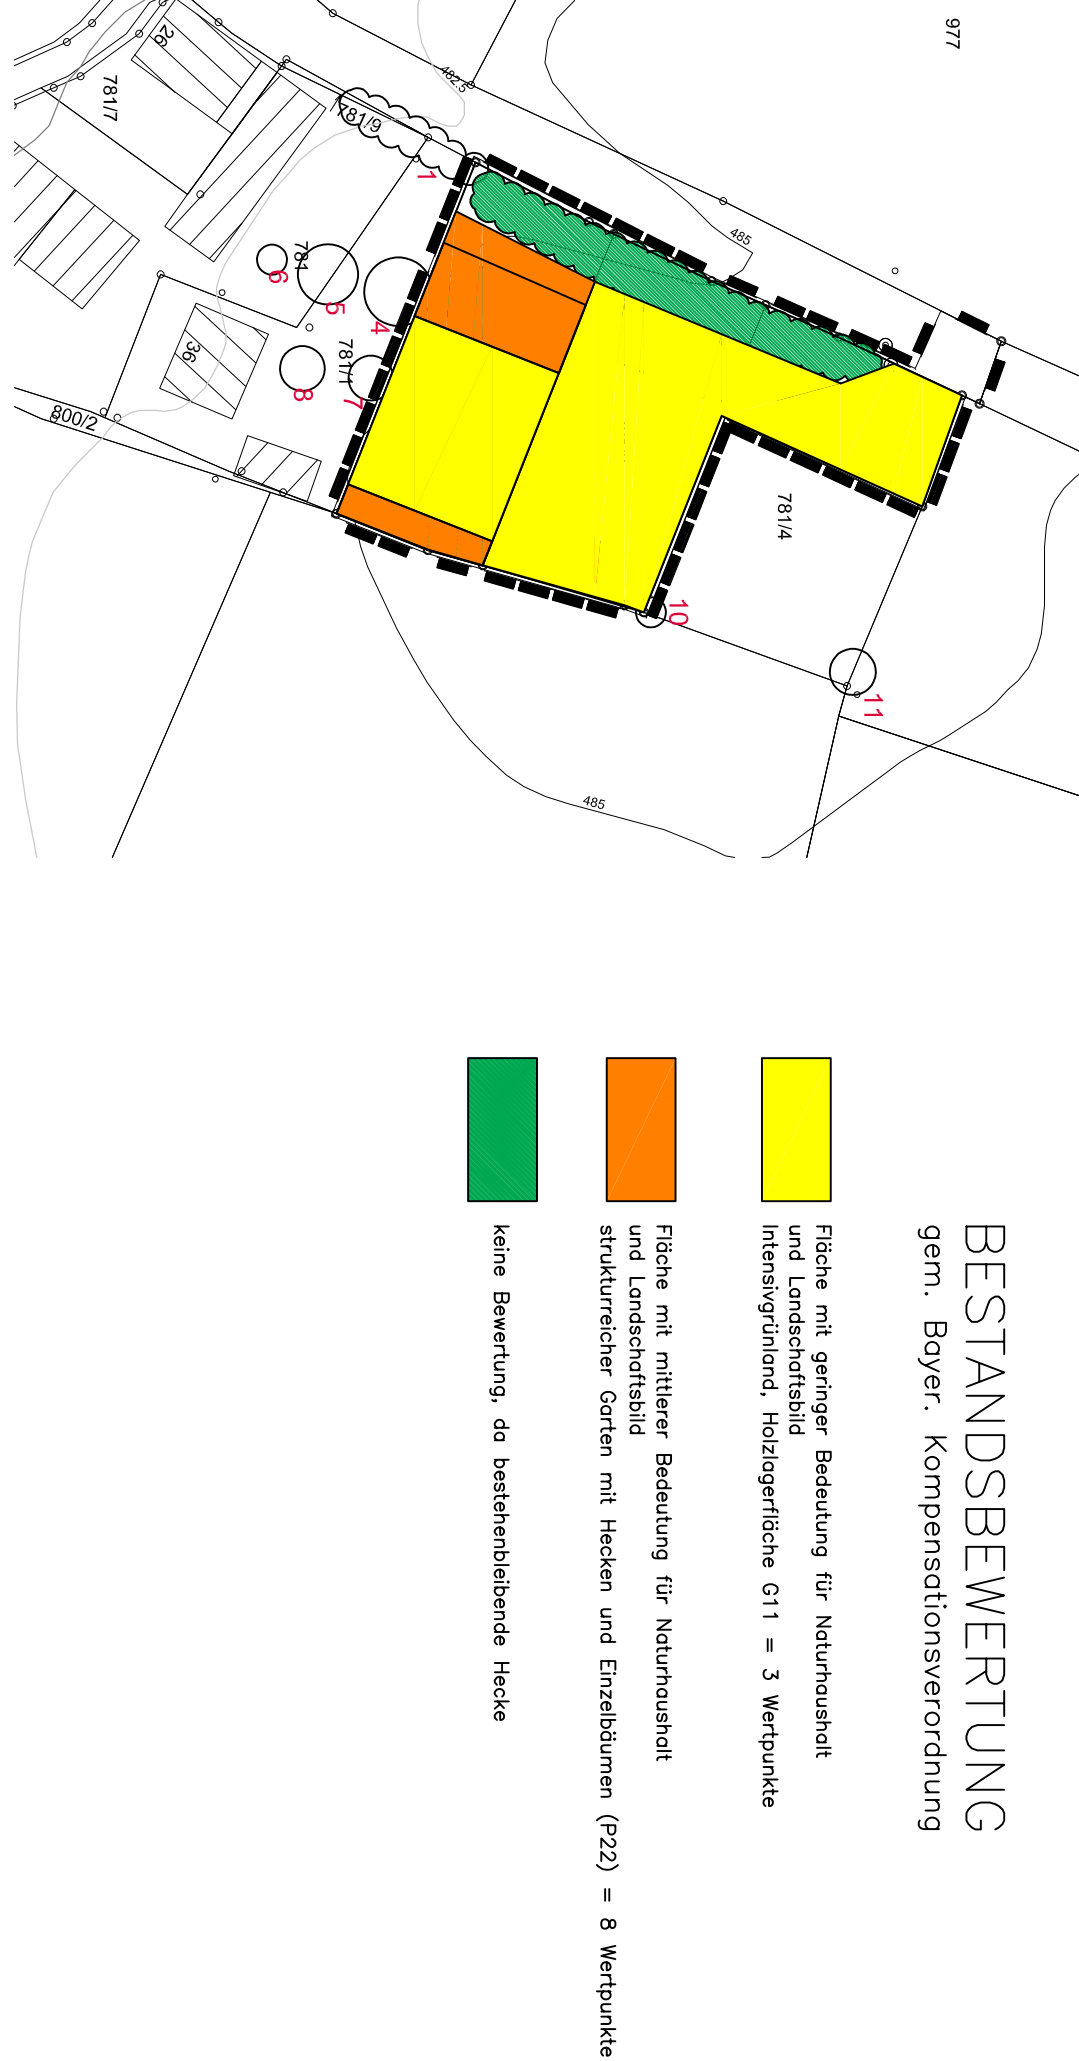 BESTANDSBEWERTUNG
gem. Bayer. Kompensationsverordnung
Fläche mit geringer Bedeutung für Naturhaushalt
und Landschaftsbild
Intensivgrünland, Holzlagerfläche G11 = 3 Wertpunkte
Fläche mit mittlerer Bedeutung für Naturhaushalt
und Landschaftsbild
strukturreicher Garten mit Hecken und Einzelbäumen (P22) = 8 Wertpunkte
keine Bewertung, da bestehenbleibende Hecke
977
485
482.5
781/9
26
781/7
1
781
6
5
4
781/1
8
7
36
800/2
781/4
10
11
485